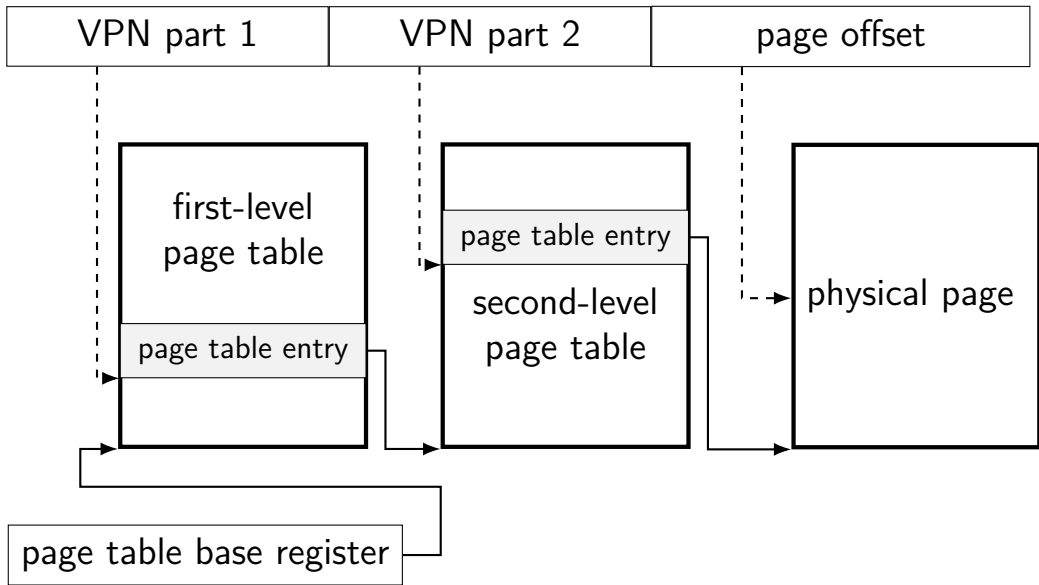 VPN part 1
VPN part 2
page offset
first-level
page table
page table entry
page table entry
second-level
page table
physical page
page table base register